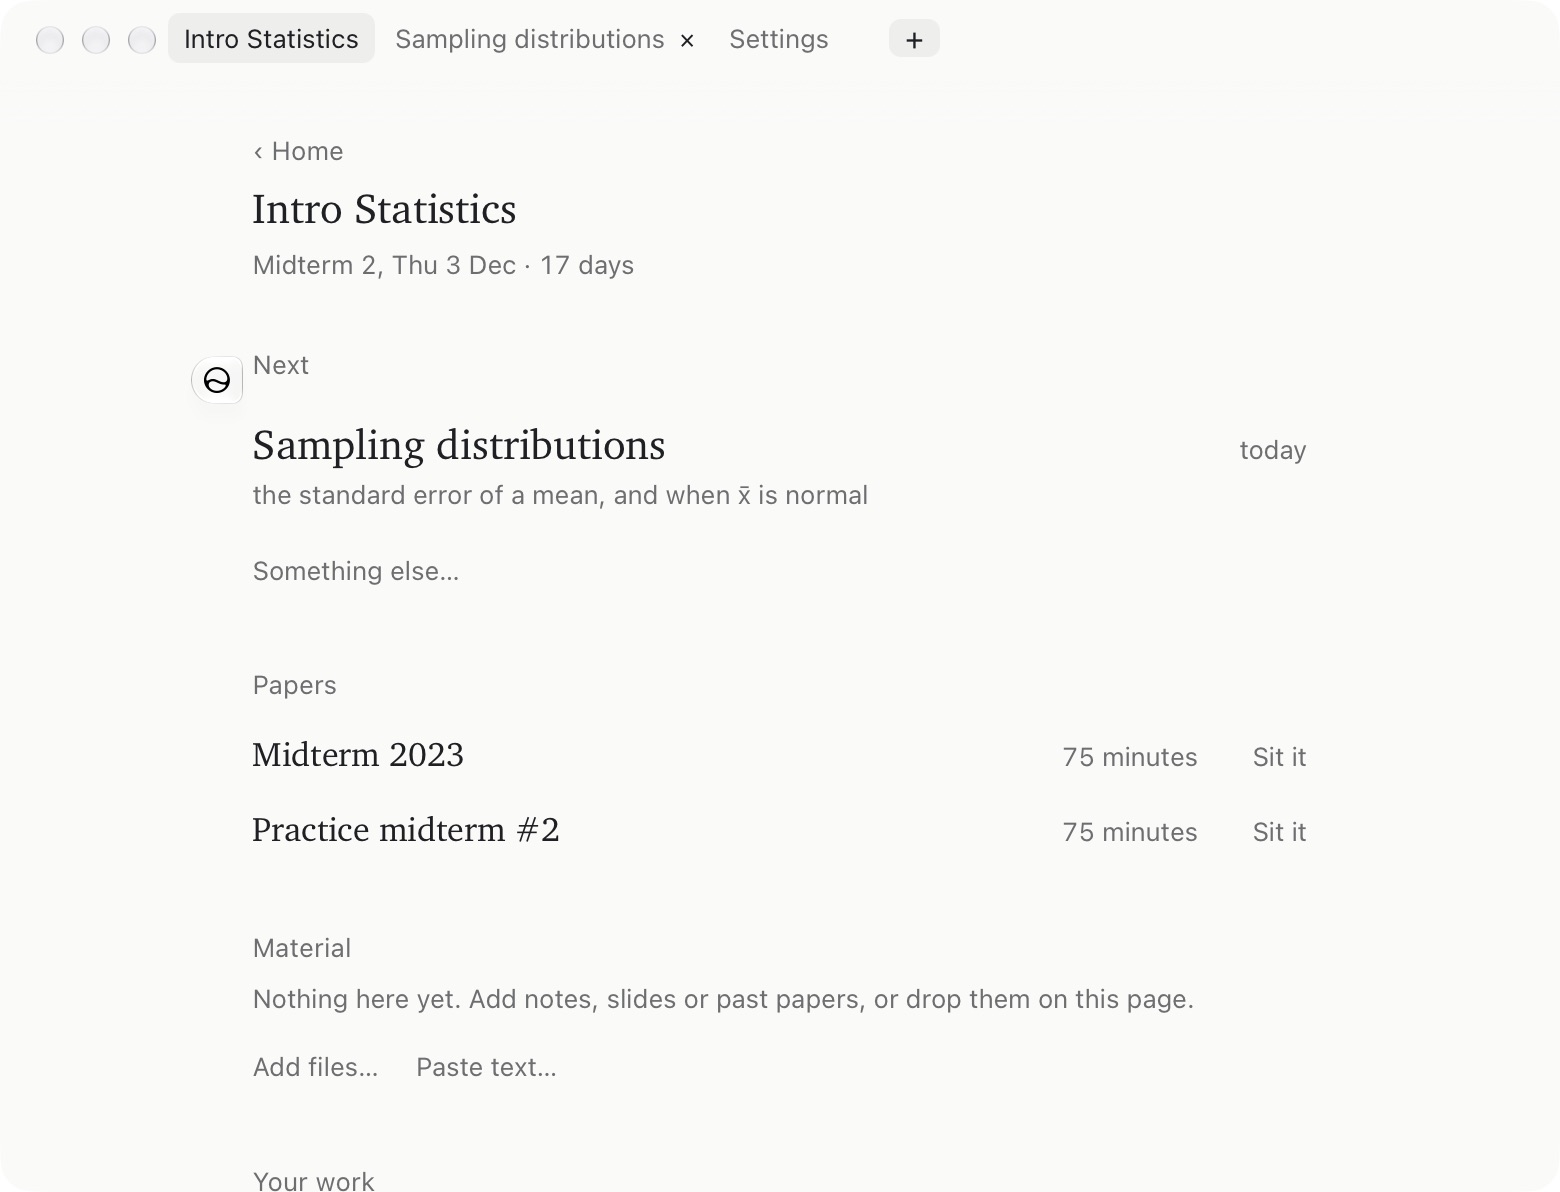 Intro Statistics Sampling distributions × Settings +
‹ Home
Intro Statistics
Midterm 2, Thu 3 Dec · 17 days
Next
Sampling distributions today
the standard error of a mean, and when x̄ is normal
Something else...
Papers
Midterm 2023 75 minutes Sit it
Practice midterm #2 75 minutes Sit it
Material
Nothing here yet. Add notes, slides or past papers, or drop them on this page.
Add files... Paste text...
Your work